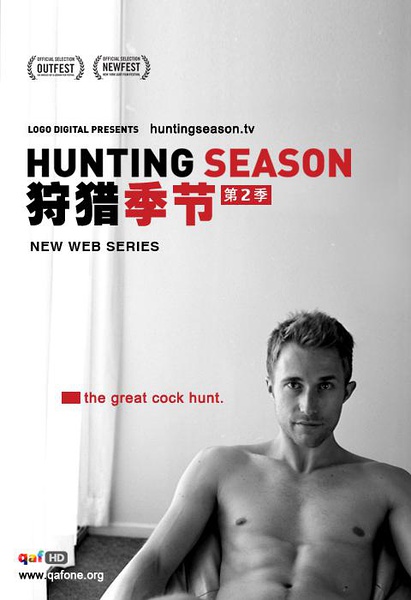 OFFICIAL SELECTION OFFICIAL SELECTION
OUTFEST NEWFEST
LOGO DIGITAL PRESENTS huntingseason.tv
HUNTING SEASON
狩猎季节 第2季
NEW WEB SERIES
the great cock hunt.
qaf HD
www.qafone.org